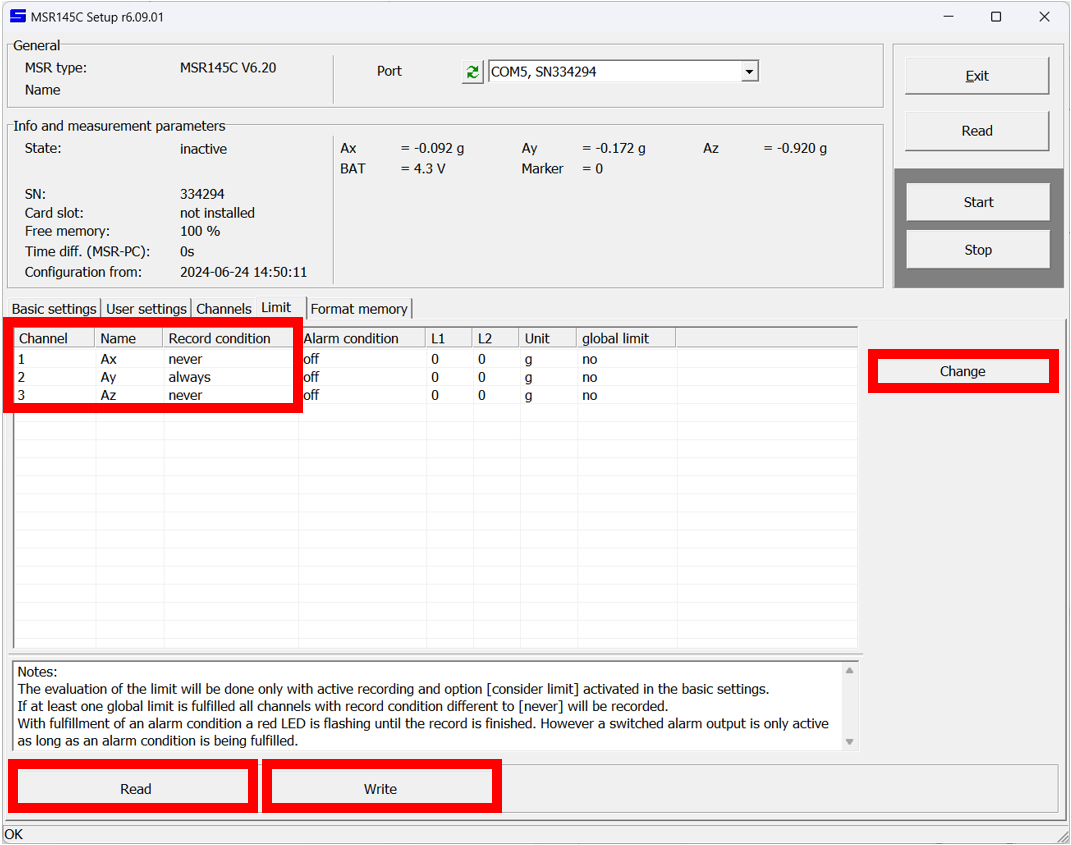 MSR145C Setup r6.09.01
General
MSR type: MSR145C V6.20 Port COM5, SN334294
Name
Exit
Read
Start
Stop
Info and measurement parameters
State: inactive
SN: 334294
Card slot: not installed
Free memory: 100 %
Time diff. (MSR-PC): 0s
Configuration from: 2024-06-24 14:50:11
Ax = -0.092 g Ay = -0.172 g Az = -0.920 g
BAT = 4.3 V Marker = 0
Basic settings User settings Channels Limit Format memory
Channel Name Record condition Alarm condition L1 L2 Unit global limit
1 Ax never off 0 0 g no
2 Ay always off 0 0 g no
3 Az never off 0 0 g no
Change
Notes:
The evaluation of the limit will be done only with active recording and option [consider limit] activated in the basic settings.
If at least one global limit is fulfilled all channels with record condition different to [never] will be recorded.
With fulfillment of an alarm condition a red LED is flashing until the record is finished. However a switched alarm output is only active
as long as an alarm condition is being fulfilled.
Read Write
OK